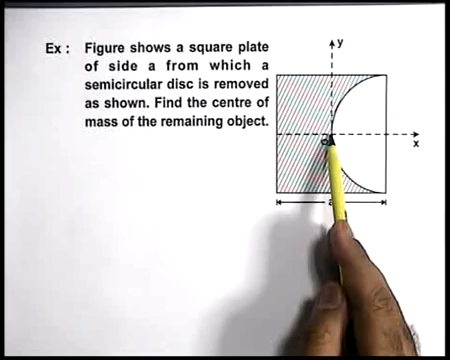 Ex : Figure shows a square plate
of side a from which a
semicircular disc is removed
as shown. Find the centre of
mass of the remaining object.
y
x